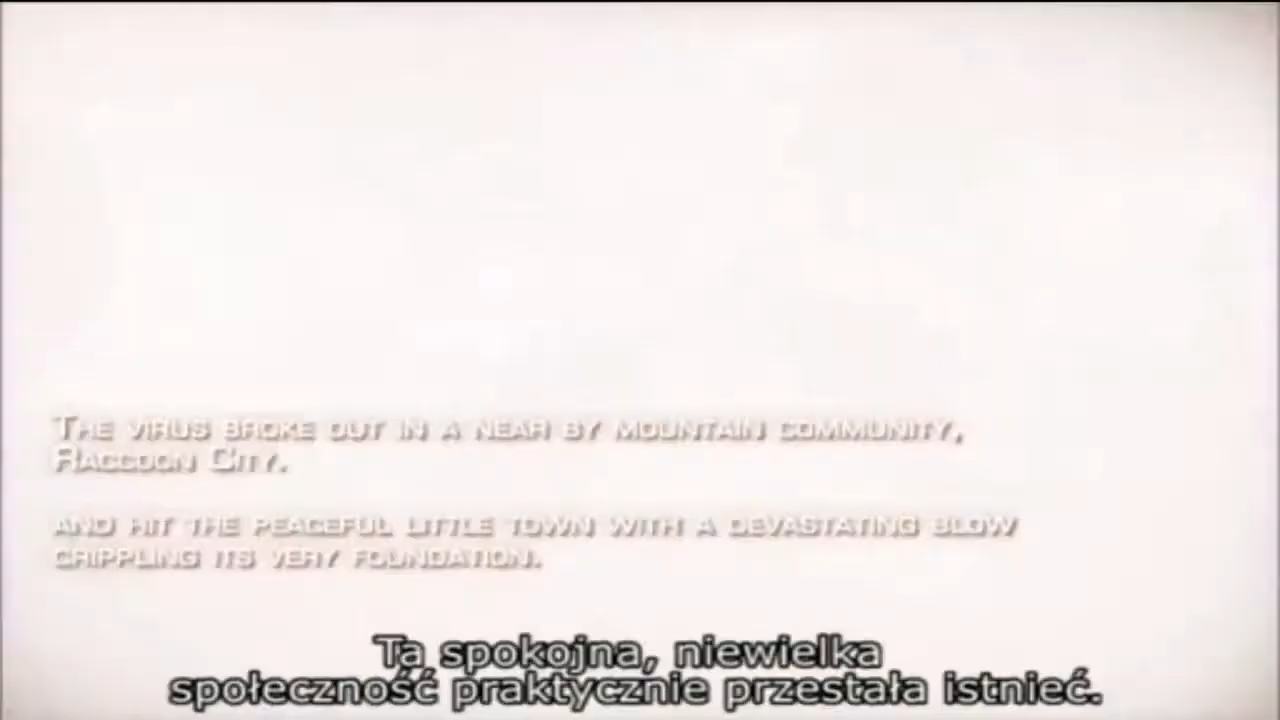 The virus broke out in a near by mountain community,
Raccoon City.
and hit the peaceful little town with a devastating blow
crippling its very foundation.
Ta spokojna, niewielka
społeczność praktycznie przestała istnieć.